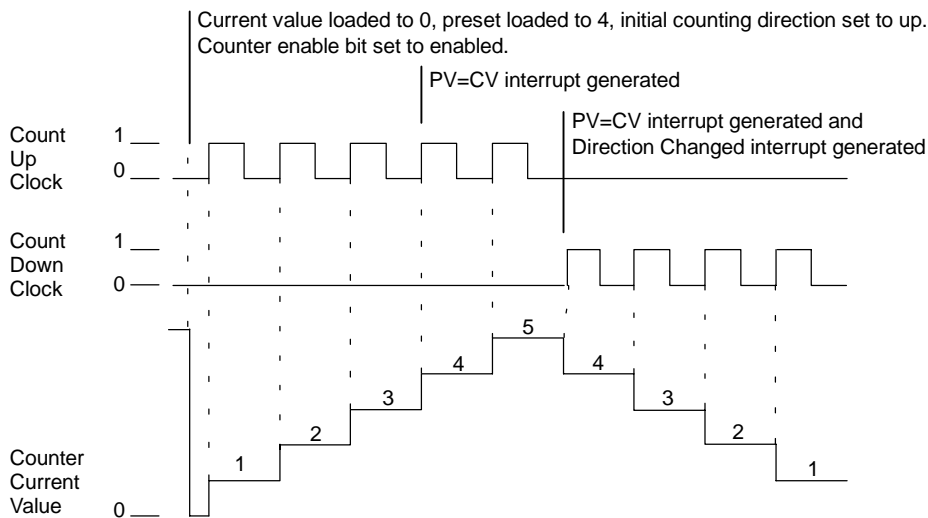 Current value loaded to 0, preset loaded to 4, initial counting direction set to up.
Counter enable bit set to enabled.
PV=CV interrupt generated
PV=CV interrupt generated and
Direction Changed interrupt generated
Count
Up
Clock
1
0
Count
Down
Clock
1
0
5
4
4
3
3
2
2
1
1
Counter
Current
Value
0